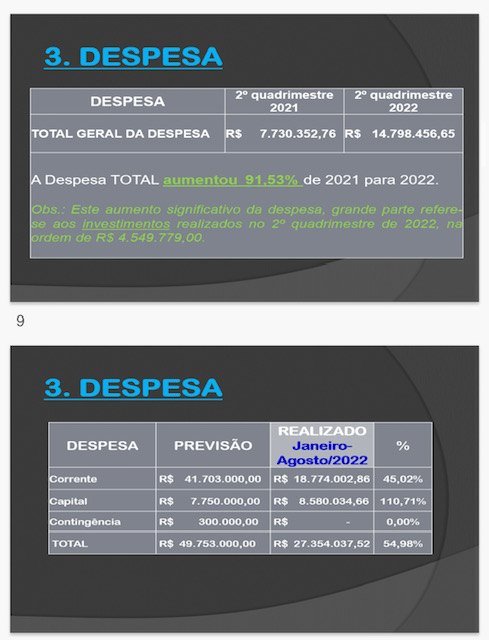 3. DESPESA
DESPESA 2º quadrimestre 2021 2º quadrimestre 2022
TOTAL GERAL DA DESPESA R$ 7.730.352,76 R$ 14.798.456,65
A Despesa TOTAL aumentou 91,53% de 2021 para 2022.
Obs.: Este aumento significativo da despesa, grande parte refere-
se aos investimentos realizados no 2º quadrimestre de 2022, na
ordem de R$ 4.549.779,00.
9
3. DESPESA
DESPESA PREVISÃO REALIZADO Janeiro-Agosto/2022 %
Corrente R$ 41.703.000,00 R$ 18.774.002,86 45,02%
Capital R$ 7.750.000,00 R$ 8.580.034,66 110,71%
Contingência R$ 300.000,00 R$ - 0,00%
TOTAL R$ 49.753.000,00 R$ 27.354.037,52 54,98%